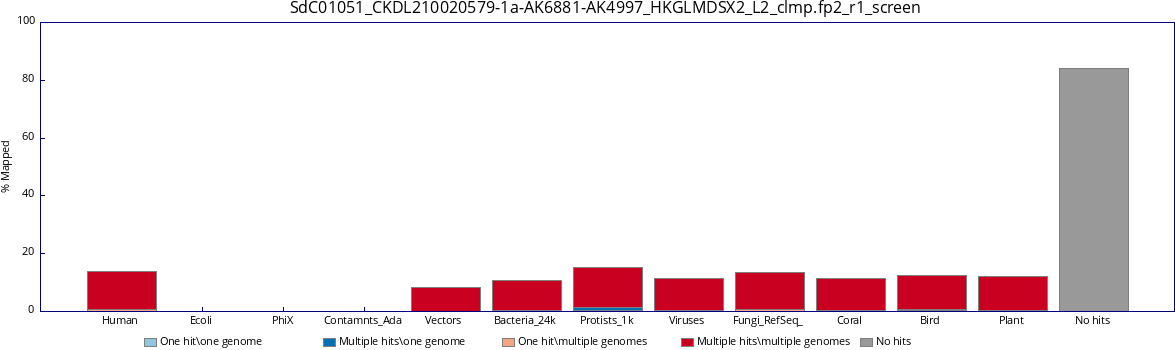 SdC01051_CKDL210020579-1a-AK6881-AK4997_HKGLMDSX2_L2_clmp.fp2_r1_screen
100
80
60
40
20
0
% Mapped
Human Ecoli PhiX Contamnts_Ada Vectors Bacteria_24k Protists_1k Viruses Fungi_RefSeq_ Coral Bird Plant No hits
One hit\one genome Multiple hits\one genome One hit\multiple genomes Multiple hits\multiple genomes No hits